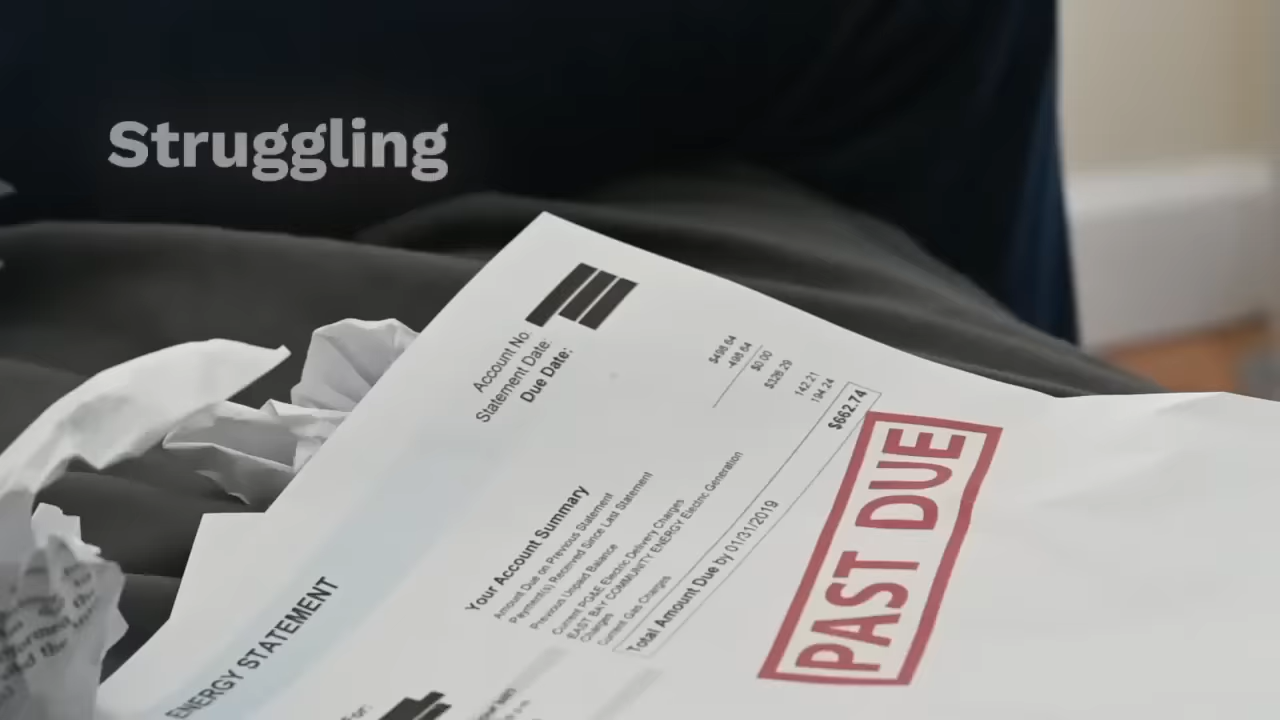 Struggling
Account No:
Statement Date:
Due Date:
ENERGY STATEMENT
Your Account Summary
Amount Due on Previous Statement
$498.64
Payment(s) Received Since Last Statement
-498.64
Previous Unpaid Balance
$0.00
Current PG&E Electric Delivery Charges
$326.29
EAST BAY COMMUNITY ENERGY Electric Generation
Charges
142.21
Current Gas Charges
194.24
Total Amount Due by 01/31/2019
$662.74
PAST DUE
For:
the